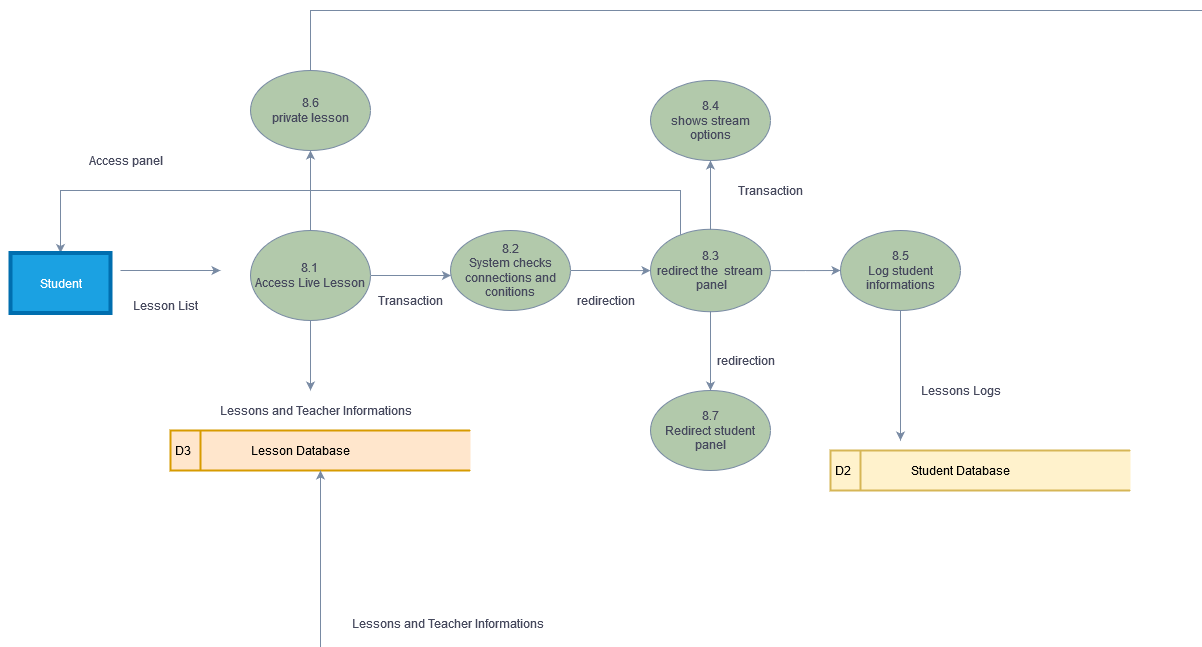 8.6
private lesson
8.4
shows stream
options
Access panel
Transaction
Student
Lesson List
8.1
Access Live Lesson
Transaction
8.2
System checks
connections and
conitions
redirection
8.3
redirect the  stream
panel
8.5
Log student
informations
redirection
Lessons Logs
Lessons and Teacher Informations
D3
Lesson Database
8.7
Redirect student
panel
D2
Student Database
Lessons and Teacher Informations